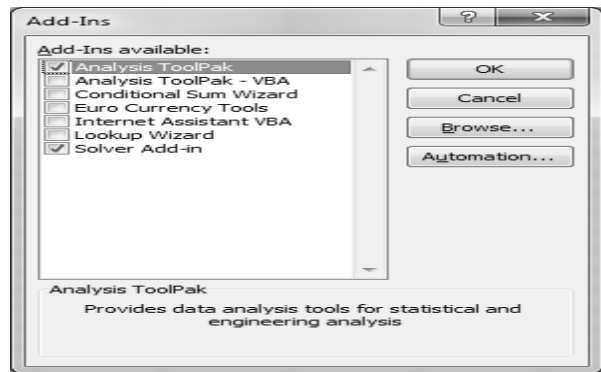 Add-Ins
Add-Ins available:
Analysis ToolPak
Analysis ToolPak - VBA
Conditional Sum Wizard
Euro Currency Tools
Internet Assistant VBA
Lookup Wizard
Solver Add-in
OK
Cancel
Browse...
Automation...
Analysis ToolPak
Provides data analysis tools for statistical and
engineering analysis